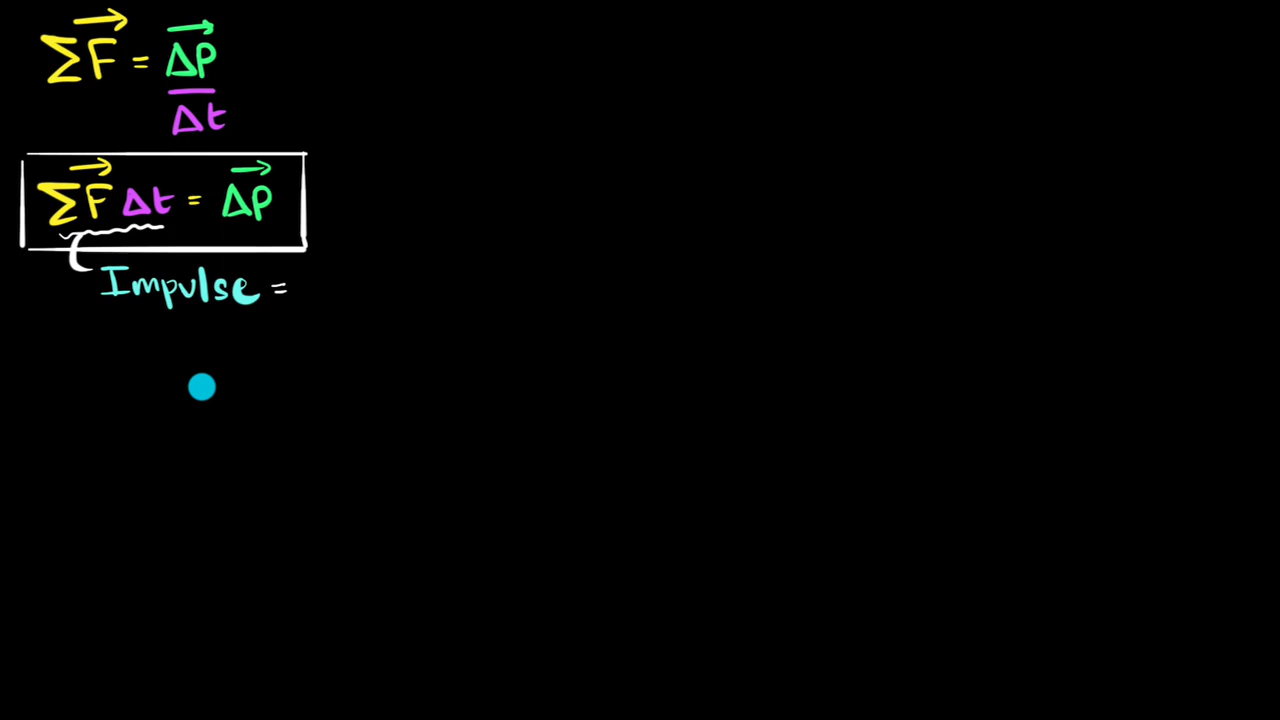 ΣF⃗ = Δp⃗
Δt
ΣF⃗ Δt = Δp⃗
Impulse =